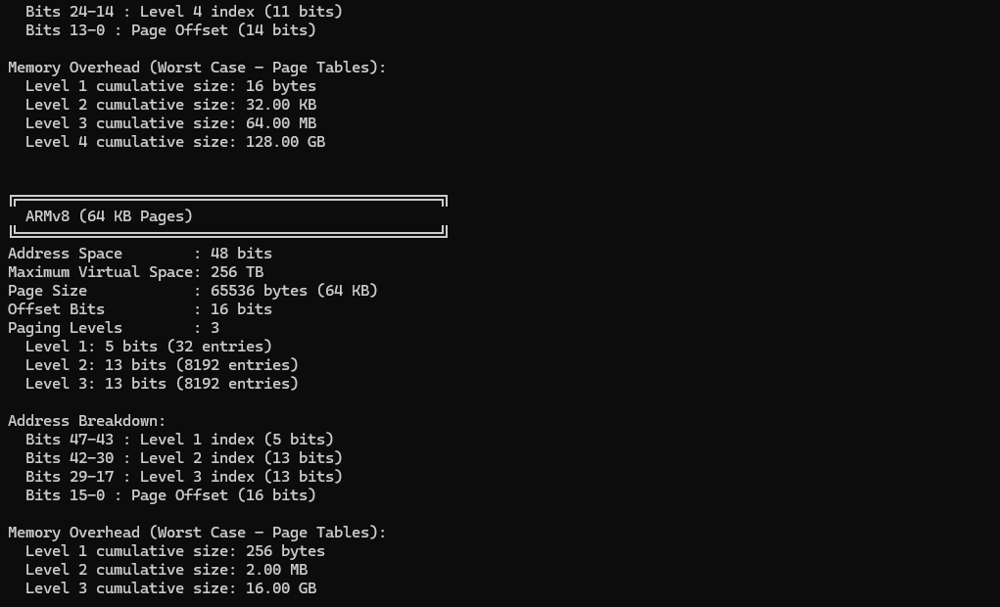 Bits 24-14 : Level 4 index (11 bits)
Bits 13-0 : Page Offset (14 bits)
Memory Overhead (Worst Case - Page Tables):
Level 1 cumulative size: 16 bytes
Level 2 cumulative size: 32.00 KB
Level 3 cumulative size: 64.00 MB
Level 4 cumulative size: 128.00 GB
ARMv8 (64 KB Pages)
Address Space : 48 bits
Maximum Virtual Space: 256 TB
Page Size : 65536 bytes (64 KB)
Offset Bits : 16 bits
Paging Levels : 3
Level 1: 5 bits (32 entries)
Level 2: 13 bits (8192 entries)
Level 3: 13 bits (8192 entries)
Address Breakdown:
Bits 47-43 : Level 1 index (5 bits)
Bits 42-30 : Level 2 index (13 bits)
Bits 29-17 : Level 3 index (13 bits)
Bits 15-0 : Page Offset (16 bits)
Memory Overhead (Worst Case - Page Tables):
Level 1 cumulative size: 256 bytes
Level 2 cumulative size: 2.00 MB
Level 3 cumulative size: 16.00 GB